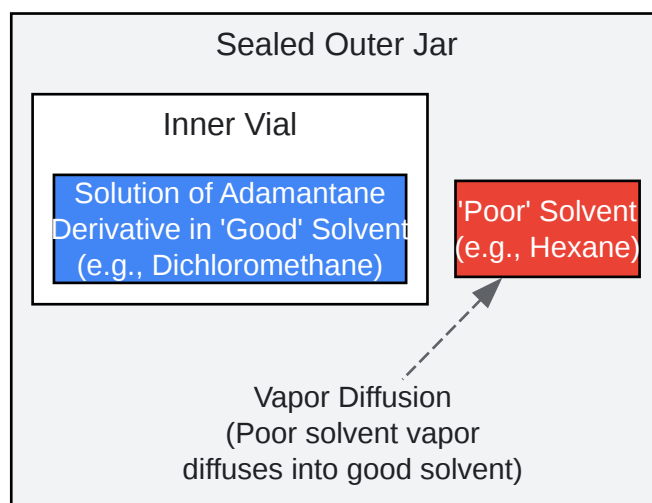 Sealed Outer Jar
Inner Vial
Solution of Adamantane
Derivative in 'Good' Solvent
(e.g., Dichloromethane)
'Poor' Solvent
(e.g., Hexane)
Vapor Diffusion
(Poor solvent vapor
diffuses into good solvent)